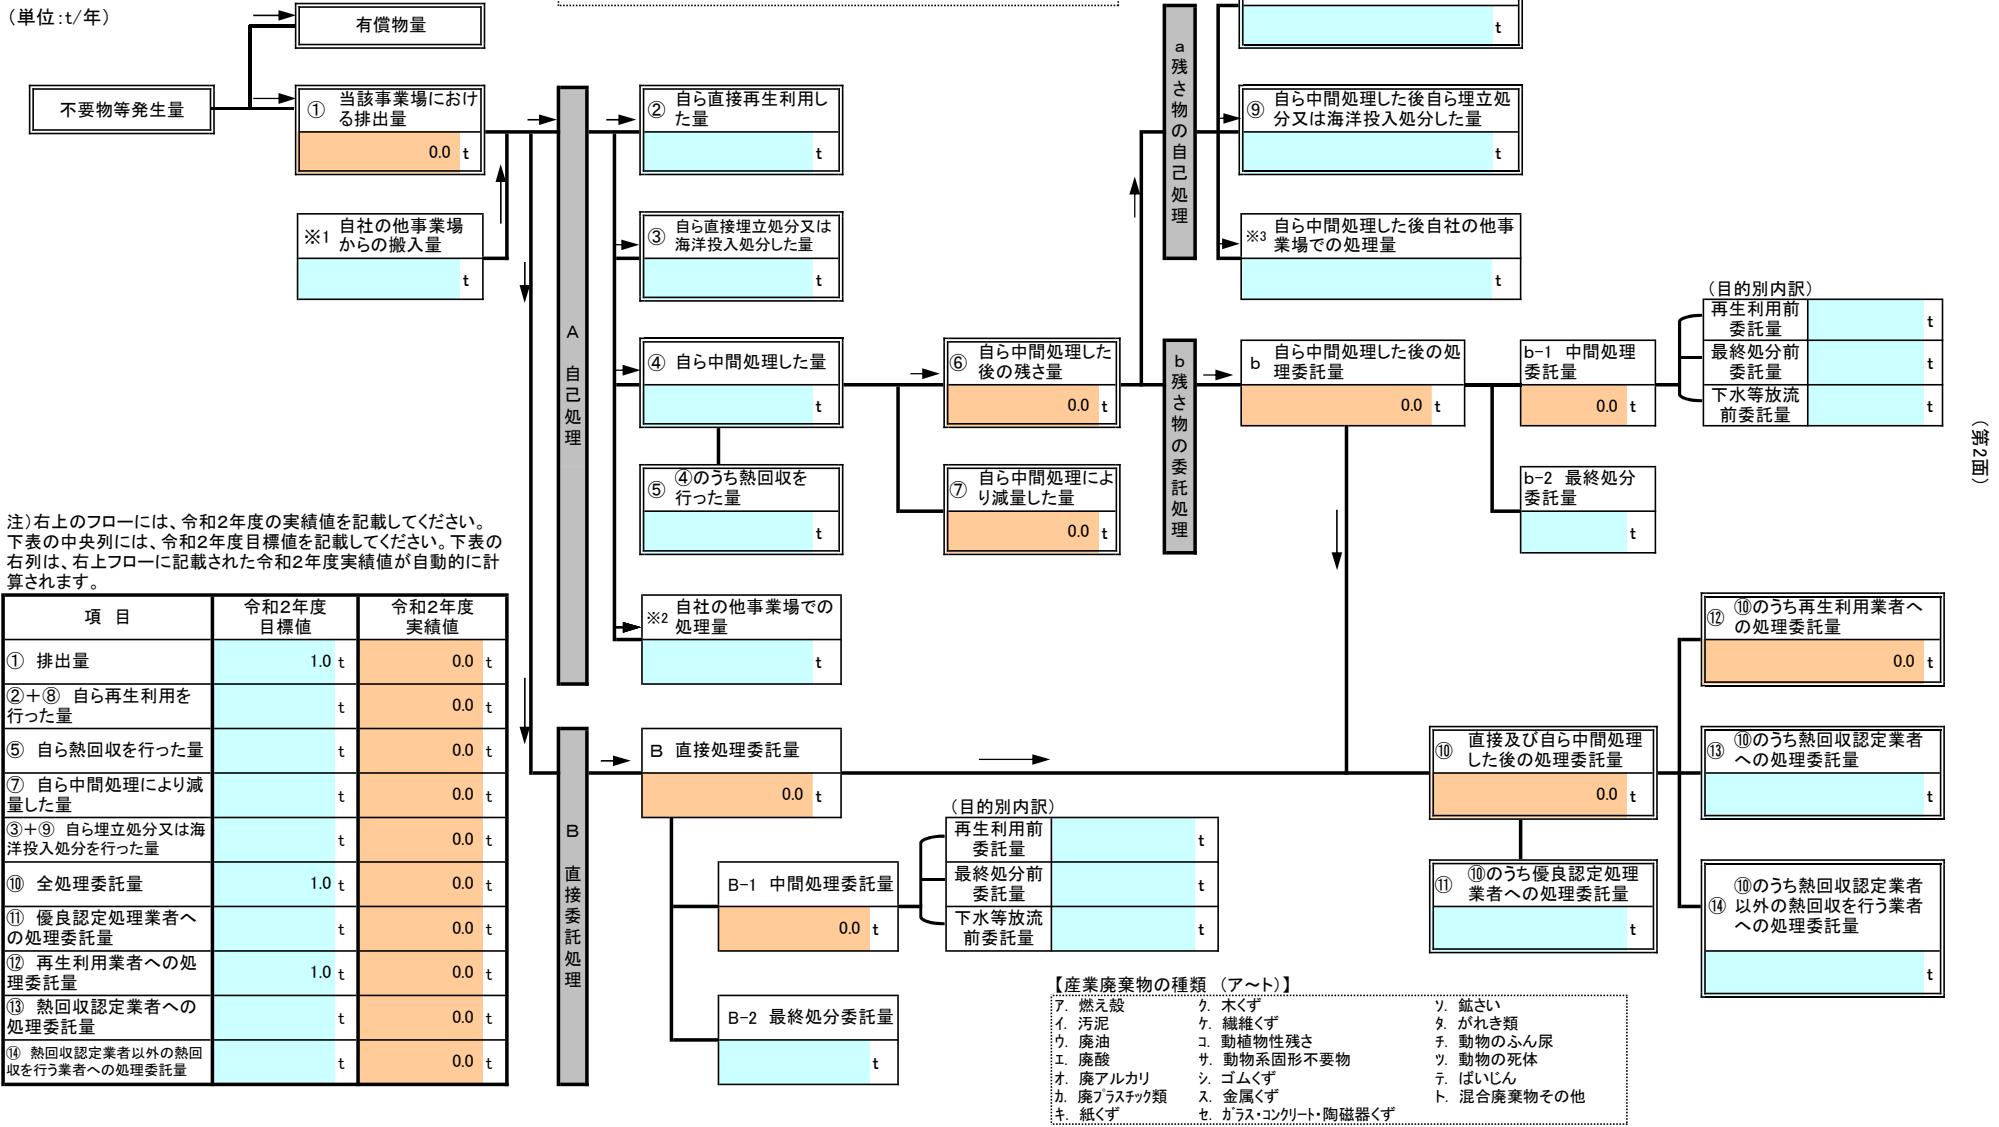 （単位：t/年）
有償物量
不要物等発生量
① 当該事業場におけ
る排出量
0.0 t
※1 自社の他事業場
からの搬入量
t
A 自己処理
② 自ら直接再生利用し
た量
t
③ 自ら直接埋立処分又は
海洋投入処分した量
t
④ 自ら中間処理した量
t
⑤ ④のうち熱回収を
行った量
t
※2 自社の他事業場での
処理量
t
⑥ 自ら中間処理した
後の残さ量
0.0 t
⑦ 自ら中間処理によ
り減量した量
0.0 t
a残さ物の自己処理
t
⑨ 自ら中間処理した後自ら埋立処
分又は海洋投入処分した量
t
※3 自ら中間処理した後自社の他事
業場での処理量
t
b残さ物の委託処理
b 自ら中間処理した後の処
理委託量
0.0 t
b-1 中間処理
委託量
0.0 t
b-2 最終処分
委託量
t
（目的別内訳）
再生利用前
委託量
t
最終処分前
委託量
t
下水等放流
前委託量
t
（第2面）
注）右上のフローには、令和2年度の実績値を記載してください。
下表の中央列には、令和2年度目標値を記載してください。下表の
右列は、右上フローに記載された令和2年度実績値が自動的に計
算されます。
項 目
令和2年度
目標値
令和2年度
実績値
① 排出量 1.0 t 0.0 t
②＋⑧ 自ら再生利用を
行った量
t 0.0 t
⑤ 自ら熱回収を行った量 t 0.0 t
⑦ 自ら中間処理により減
量した量
t 0.0 t
③＋⑨ 自ら埋立処分又は海
洋投入処分を行った量
t 0.0 t
⑩ 全処理委託量 1.0 t 0.0 t
⑪ 優良認定処理業者へ
の処理委託量
t 0.0 t
⑫ 再生利用業者への処
理委託量
1.0 t 0.0 t
⑬ 熱回収認定業者への
処理委託量
t 0.0 t
⑭ 熱回収認定業者以外の熱回
収を行う業者への処理委託量
t 0.0 t
B 直接委託処理
B 直接処理委託量
0.0 t
B-1 中間処理委託量
0.0 t
B-2 最終処分委託量
t
（目的別内訳）
再生利用前
委託量
t
最終処分前
委託量
t
下水等放流
前委託量
t
⑩ 直接及び自ら中間処理
した後の処理委託量
0.0 t
⑪ ⑩のうち優良認定処理
業者への処理委託量
t
⑫ ⑩のうち再生利用業者へ
の処理委託量
0.0 t
⑬ ⑩のうち熱回収認定業者
への処理委託量
t
⑭ ⑩のうち熱回収認定業者
以外の熱回収を行う業者
への処理委託量
t
【産業廃棄物の種類 （ア～ト）】
ア. 燃え殻
イ. 汚泥
ウ. 廃油
エ. 廃酸
オ. 廃アルカリ
カ. 廃プラスチック類
キ. 紙くず
ク. 木くず
ケ. 繊維くず
コ. 動植物性残さ
サ. 動物系固形不要物
シ. ゴムくず
ス. 金属くず
セ. ガラス・コンクリート・陶磁器くず
ソ. 鉱さい
タ. がれき類
チ. 動物のふん尿
ツ. 動物の死体
テ. ばいじん
ト. 混合廃棄物その他